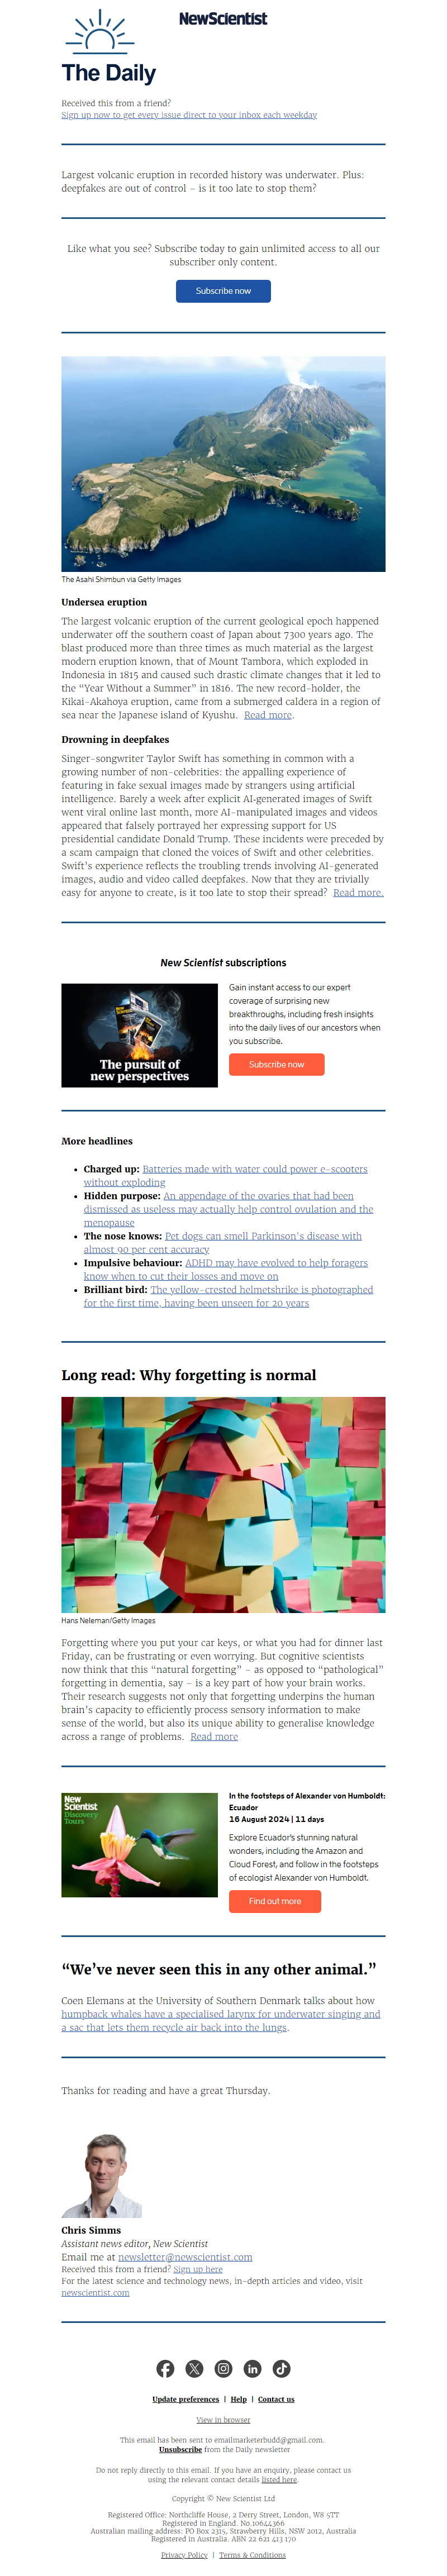 NewScientist
The Daily
Received this from a friend?
Sign up now to get every issue direct to your inbox each weekday
Largest volcanic eruption in recorded history was underwater. Plus:
deepfakes are out of control – is it too late to stop them?
Like what you see? Subscribe today to gain unlimited access to all our
subscriber only content.
Subscribe now
The Asahi Shimbun via Getty Images
Undersea eruption
The largest volcanic eruption of the current geological epoch happened
underwater off the southern coast of Japan about 7300 years ago. The
blast produced more than three times as much material as the largest
modern eruption known, that of Mount Tambora, which exploded in
Indonesia in 1815 and caused such drastic climate changes that it led to
the “Year Without a Summer” in 1816. The new record-holder, the
Kikai-Akahoya eruption, came from a submerged caldera in a region of
sea near the Japanese island of Kyushu. Read more.
Drowning in deepfakes
Singer-songwriter Taylor Swift has something in common with a
growing number of non-celebrities: the appalling experience of
featuring in fake sexual images made by strangers using artificial
intelligence. Barely a week after explicit AI-generated images of Swift
went viral online last month, more AI-manipulated images and videos
appeared that falsely portrayed her expressing support for US
presidential candidate Donald Trump. These incidents were preceded by
a scam campaign that cloned the voices of Swift and other celebrities.
Swift’s experience reflects the troubling trends involving AI-generated
images, audio and video called deepfakes. Now that they are trivially
easy for anyone to create, is it too late to stop their spread? Read more.
New Scientist subscriptions
The pursuit of
new perspectives
Gain instant access to our expert
coverage of surprising new
breakthroughs, including fresh insights
into the daily lives of our ancestors when
you subscribe.
Subscribe now
More headlines
• Charged up: Batteries made with water could power e-scooters
without exploding
• Hidden purpose: An appendage of the ovaries that had been
dismissed as useless may actually help control ovulation and the
menopause
• The nose knows: Pet dogs can smell Parkinson's disease with
almost 90 per cent accuracy
• Impulsive behaviour: ADHD may have evolved to help foragers
know when to cut their losses and move on
• Brilliant bird: The yellow-crested helmetshrike is photographed
for the first time, having been unseen for 20 years
Long read: Why forgetting is normal
Hans Neleman/Getty Images
Forgetting where you put your car keys, or what you had for dinner last
Friday, can be frustrating or even worrying. But cognitive scientists
now think that this “natural forgetting” – as opposed to “pathological”
forgetting in dementia, say – is a key part of how your brain works.
Their research suggests not only that forgetting underpins the human
brain’s capacity to efficiently process sensory information to make
sense of the world, but also its unique ability to generalise knowledge
across a range of problems. Read more
New
Scientist
Discovery
Tours
In the footsteps of Alexander von Humboldt:
Ecuador
16 August 2024 | 11 days
Explore Ecuador's stunning natural
wonders, including the Amazon and
Cloud Forest, and follow in the footsteps
of ecologist Alexander von Humboldt.
Find out more
“We’ve never seen this in any other animal.”
Coen Elemans at the University of Southern Denmark talks about how
humpback whales have a specialised larynx for underwater singing and
a sac that lets them recycle air back into the lungs.
Thanks for reading and have a great Thursday.
Chris Simms
Assistant news editor, New Scientist
Email me at newsletter@newscientist.com
Received this from a friend? Sign up here
For the latest science and technology news, in-depth articles and video, visit
newscientist.com
Update preferences | Help | Contact us
View in browser
This email has been sent to emailmarketerbudd@gmail.com.
Unsubscribe from the Daily newsletter
Do not reply directly to this email. If you have an enquiry, please contact us
using the relevant contact details listed here.
Copyright © New Scientist Ltd
Registered Office: Northcliffe House, 2 Derry Street, London, W8 5TT
Registered in England. No.10644366
Australian mailing address: PO Box 2315, Strawberry Hills, NSW 2012, Australia
Registered in Australia. ABN 22 621 413 170
Privacy Policy | Terms & Conditions